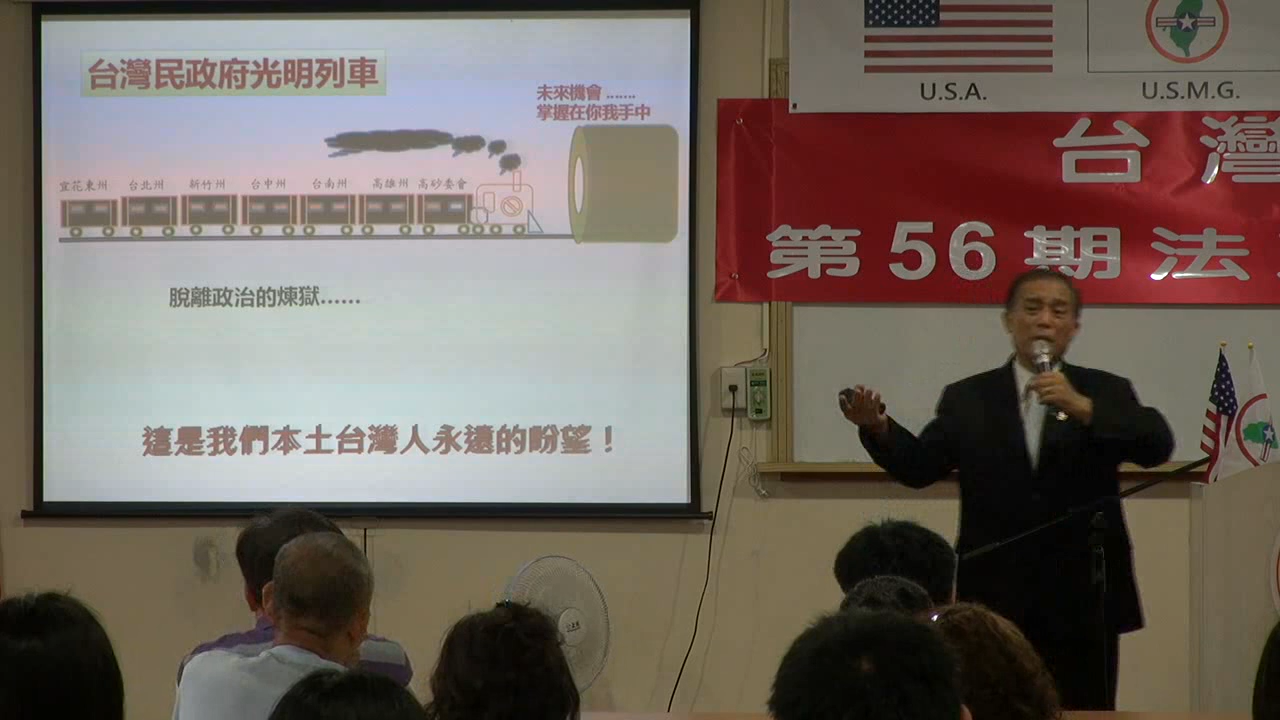 台灣民政府光明列車
未來機會......
掌握在你我手中
宜花東州 台北州 新竹州 台中州 台南州 高雄州 高砂委會
脫離政治的煉獄......
這是我們本土台灣人永遠的盼望！
U.S.A.
U.S.M.G.
台灣
第56期法